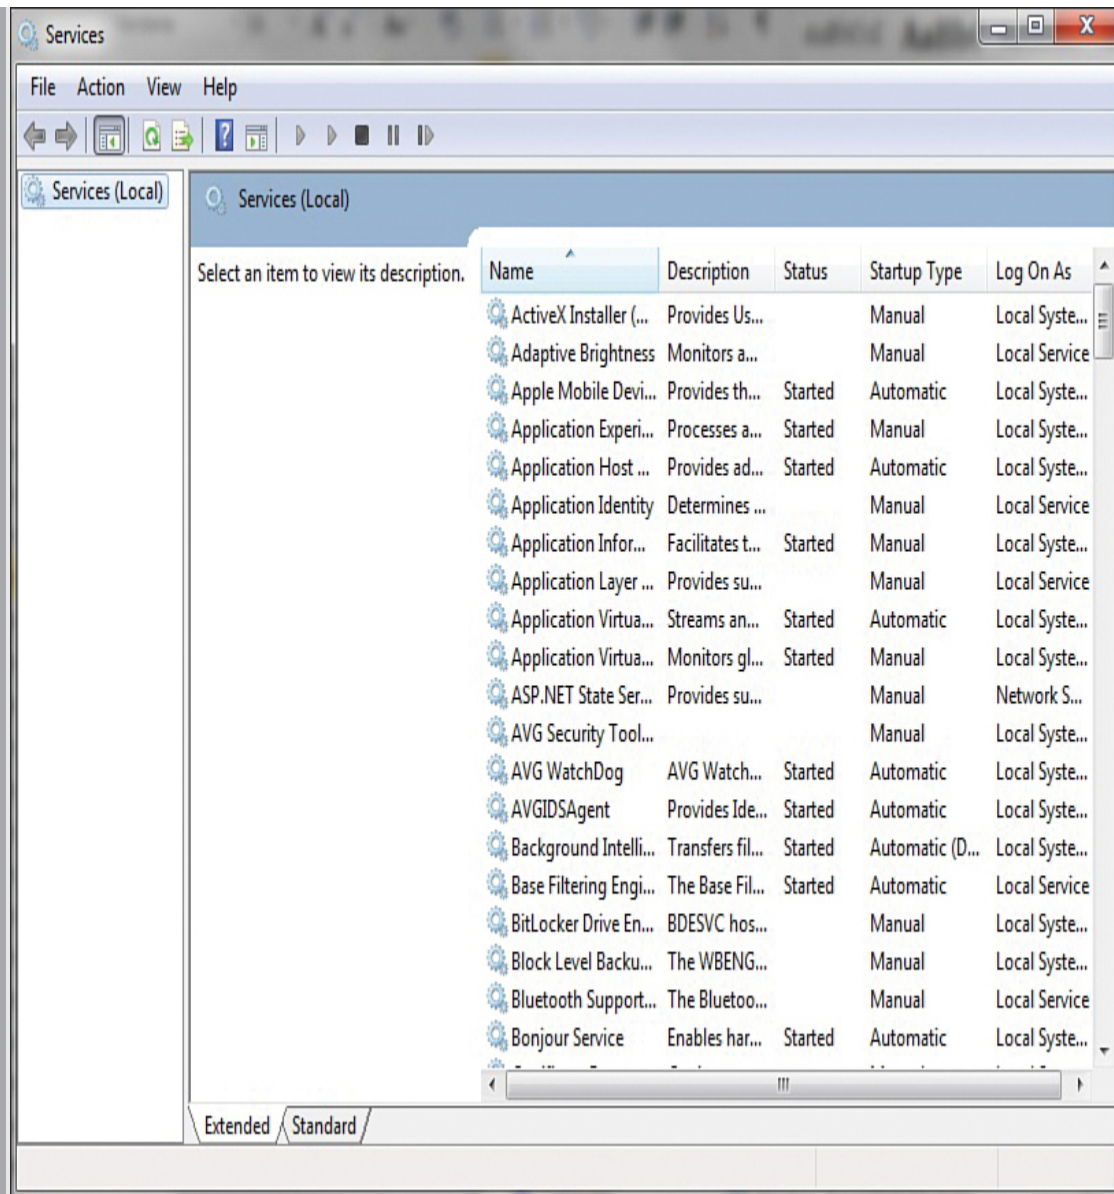 Services
File Action View Help
Services (Local)
Services (Local)
Select an item to view its description.
Name Description Status Startup Type Log On As
ActiveX Installer (... Provides Us... Manual Local Syste...
Adaptive Brightness Monitors a... Manual Local Service
Apple Mobile Devi... Provides th... Started Automatic Local Syste...
Application Experi... Processes a... Started Manual Local Syste...
Application Host ... Provides ad... Started Automatic Local Syste...
Application Identity Determines ... Manual Local Service
Application Infor... Facilitates t... Started Manual Local Syste...
Application Layer ... Provides su... Manual Local Service
Application Virtua... Streams an... Started Automatic Local Syste...
Application Virtua... Monitors gl... Started Manual Local Syste...
ASP.NET State Ser... Provides su... Manual Network S...
AVG Security Tool... Manual Local Syste...
AVG WatchDog AVG Watch... Started Automatic Local Syste...
AVGIDSAgent Provides Ide... Started Automatic Local Syste...
Background Intelli... Transfers fil... Started Automatic (D... Local Syste...
Base Filtering Engi... The Base Fil... Started Automatic Local Service
BitLocker Drive En... BDESVC hos... Manual Local Syste...
Block Level Backu... The WBENG... Manual Local Syste...
Bluetooth Support... The Bluetoo... Manual Local Service
Bonjour Service Enables har... Started Automatic Local Syste...
Extended Standard